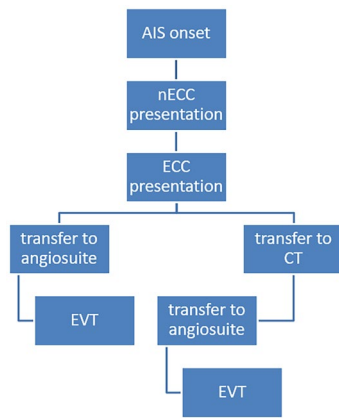 AIS onset
nECC
presentation
ECC
presentation
transfer to
angiosuite
transfer to
CT
EVT
transfer to
angiosuite
EVT